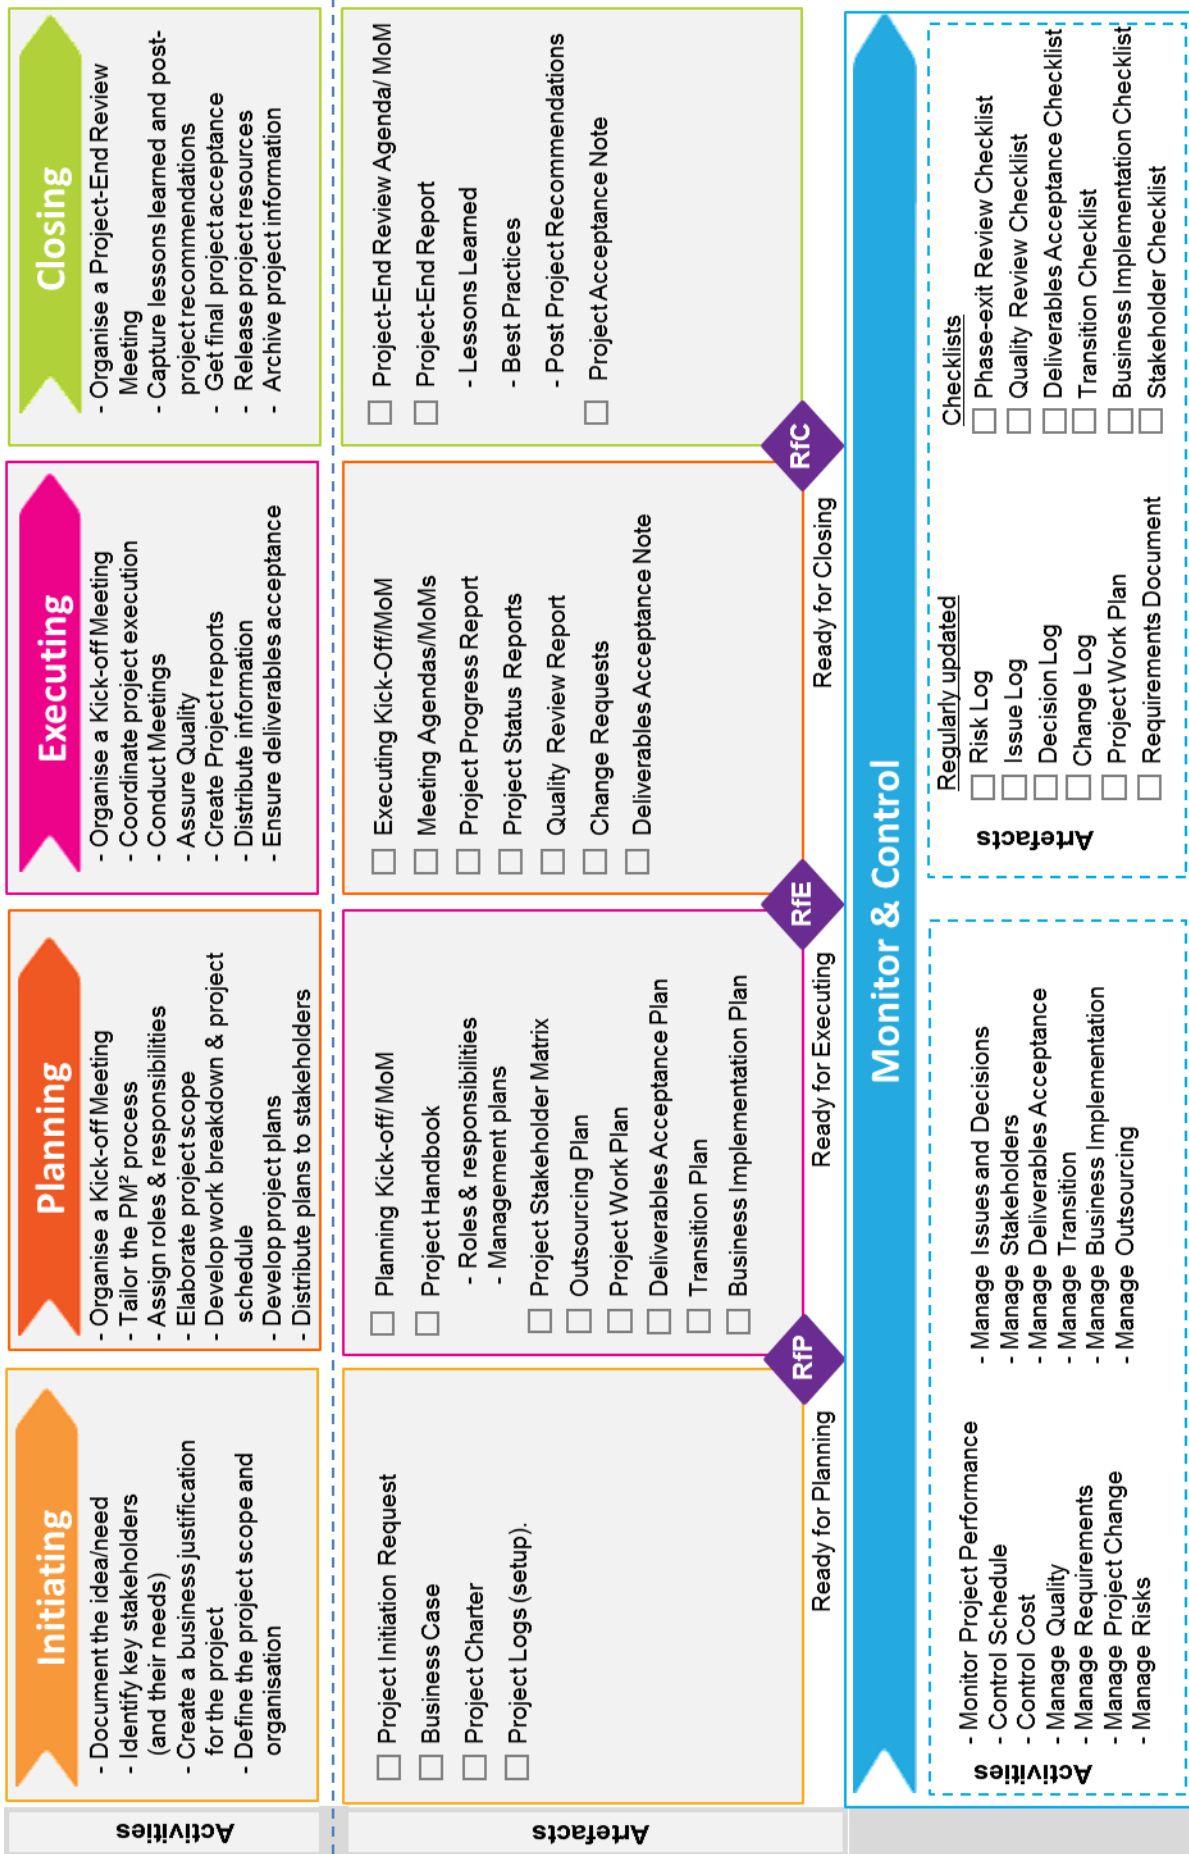 Activities
Initiating
- Document the idea/need
- Identify key stakeholders
(and their needs)
- Create a business justification
for the project
- Define the project scope and
organisation
Planning
- Organise a Kick-off Meeting
- Tailor the PM² process
- Assign roles & responsibilities
- Elaborate project scope
- Develop work breakdown & project
schedule
- Develop project plans
- Distribute plans to stakeholders
Executing
- Organise a Kick-off Meeting
- Coordinate project execution
- Conduct Meetings
- Assure Quality
- Create Project reports
- Distribute information
- Ensure deliverables acceptance
Closing
- Organise a Project-End Review
Meeting
- Capture lessons learned and post-
project recommendations
- Get final project acceptance
- Release project resources
- Archive project information
Artefacts
Project Initiation Request
Business Case
Project Charter
Project Logs (setup).
RfP
Ready for Planning
Planning Kick-off/ MoM
Project Handbook
- Roles & responsibilities
- Management plans
Project Stakeholder Matrix
Outsourcing Plan
Project Work Plan
Deliverables Acceptance Plan
Transition Plan
Business Implementation Plan
RfE
Ready for Executing
Executing Kick-Off/MoM
Meeting Agendas/MoMs
Project Progress Report
Project Status Reports
Quality Review Report
Change Requests
Deliverables Acceptance Note
RfC
Ready for Closing
Project-End Review Agenda/ MoM
Project-End Report
- Lessons Learned
- Best Practices
- Post Project Recommendations
Project Acceptance Note
Monitor & Control
Activities
- Monitor Project Performance
- Control Schedule
- Control Cost
- Manage Quality
- Manage Requirements
- Manage Project Change
- Manage Risks
- Manage Issues and Decisions
- Manage Stakeholders
- Manage Deliverables Acceptance
- Manage Transition
- Manage Business Implementation
- Manage Outsourcing
Artefacts
Regularly updated
Risk Log
Issue Log
Decision Log
Change Log
Project Work Plan
Requirements Document
Checklists
Phase-exit Review Checklist
Quality Review Checklist
Deliverables Acceptance Checklist
Transition Checklist
Business Implementation Checklist
Stakeholder Checklist